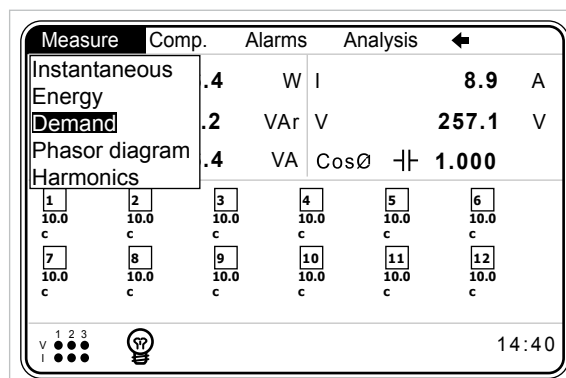 Measure Comp. Alarms Analysis
Instantaneous
Energy
Demand
Phasor diagram
Harmonics
.4 W I 8.9 A
.2 VAr V 257.1 V
.4 VA CosØ 1.000
1 2 3 4 5 6
10.0 10.0 10.0 10.0 10.0 10.0
c c c c c c
7 8 9 10 11 12
10.0 10.0 10.0 10.0 10.0 10.0
c c c c c c
1 2 3
V
I
14:40